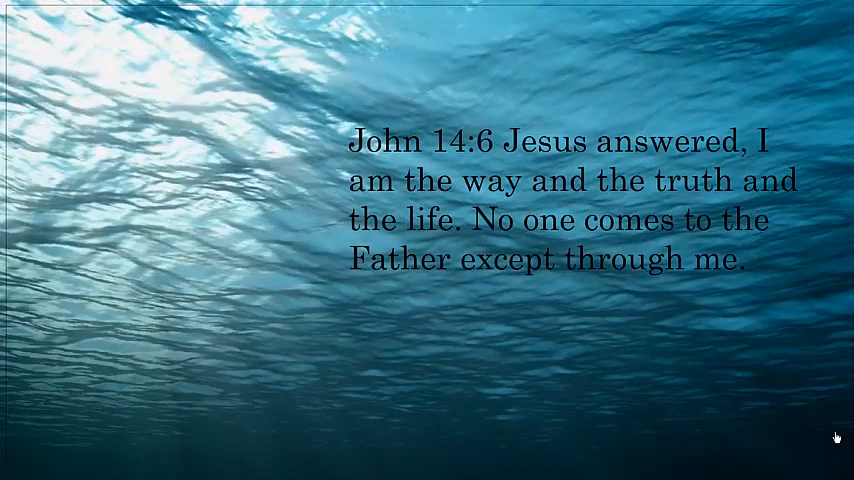 John 14:6 Jesus answered, I
am the way and the truth and
the life. No one comes to the
Father except through me.